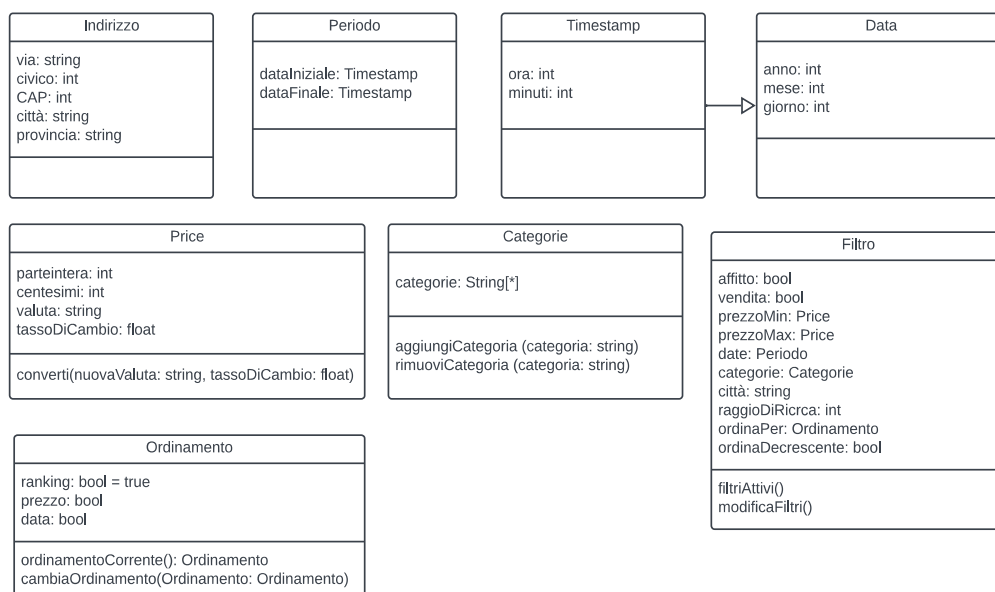 Indirizzo
via: string
civico: int
CAP: int
città: string
provincia: string
Periodo
dataIniziale: Timestamp
dataFinale: Timestamp
Timestamp
ora: int
minuti: int
Data
anno: int
mese: int
giorno: int
Price
parteintera: int
centesimi: int
valuta: string
tassoDiCambio: float
converti(nuovaValuta: string, tassoDiCambio: float)
Categorie
categorie: String[*]
aggiungiCategoria (categoria: string)
rimuoviCategoria (categoria: string)
Filtro
affitto: bool
vendita: bool
prezzoMin: Price
prezzoMax: Price
date: Periodo
categorie: Categorie
città: string
raggioDiRicrca: int
ordinaPer: Ordinamento
ordinaDecrescente: bool
filtriAttivi()
modificaFiltri()
Ordinamento
ranking: bool = true
prezzo: bool
data: bool
ordinamentoCorrente(): Ordinamento
cambiaOrdinamento(Ordinamento: Ordinamento)